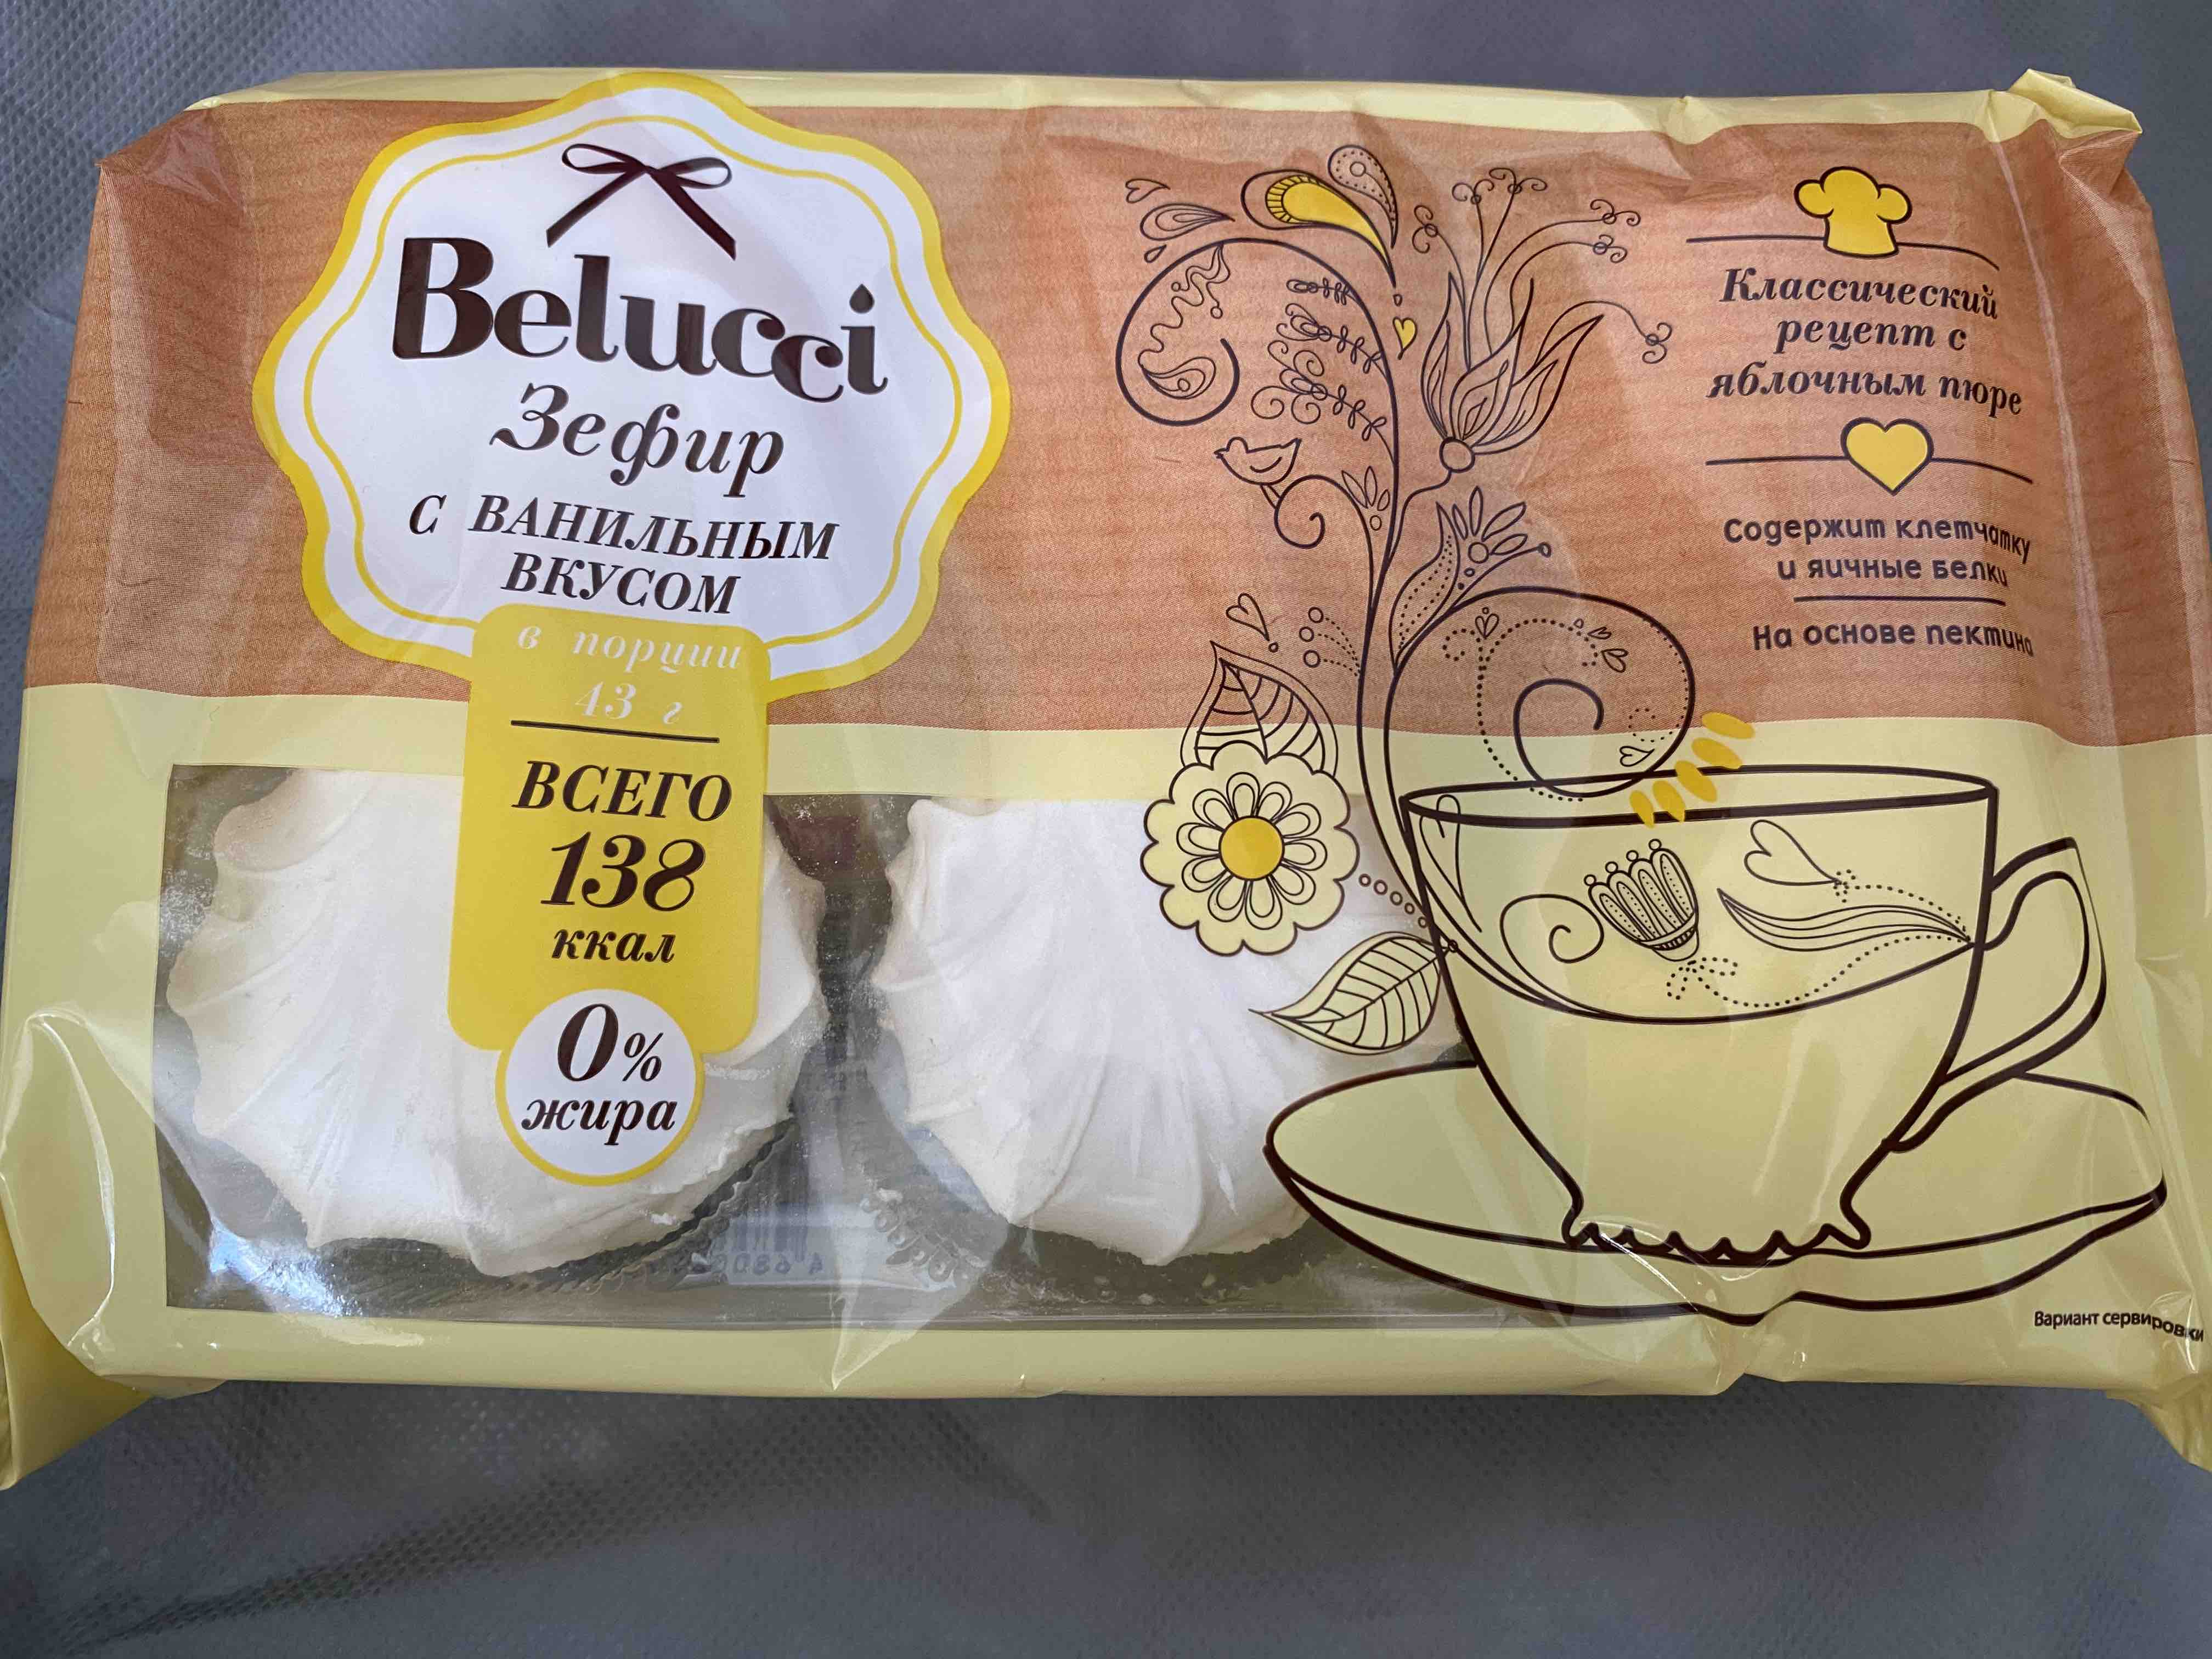 Belucci
Зефир
С ВАНИЛЬНЫМ
ВКУСОМ
в порции
43 г
ВСЕГО
138
ккал
0%
жира
Классический
рецепт с
яблочным пюре
Содержит клетчатку
и яичные белки
На основе пектина
Вариант сервировки